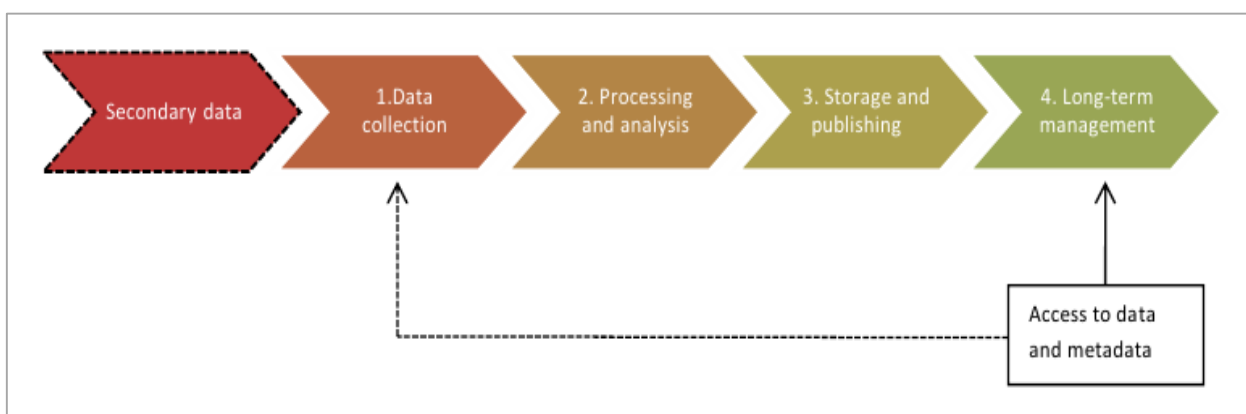 Secondary data
1.Data
collection
2. Processing
and analysis
3. Storage and
publishing
4. Long-term
management
Access to data
and metadata